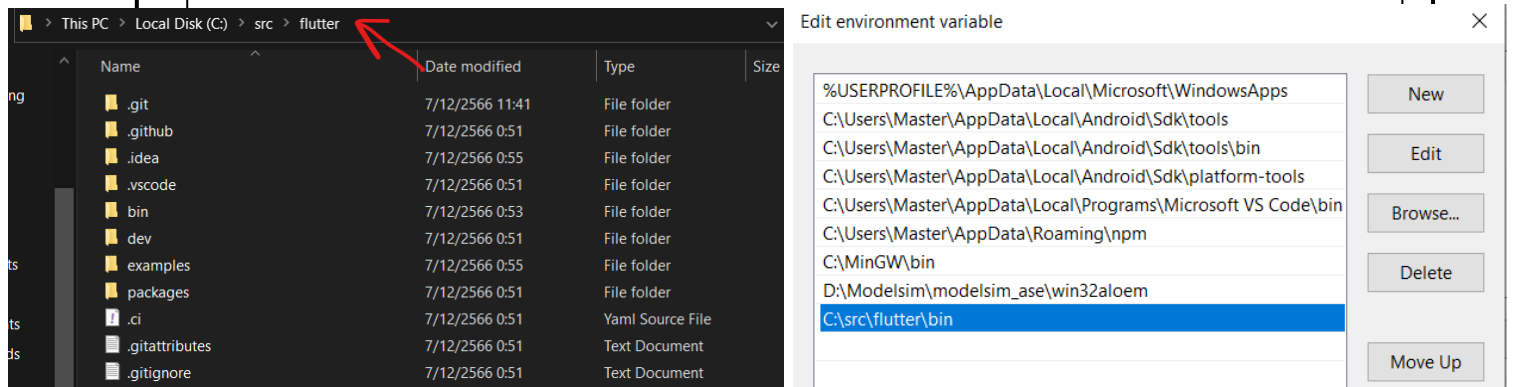 This PC > Local Disk (C:) > src > flutter
Name Date modified Type Size
.git 7/12/2566 11:41 File folder
.github 7/12/2566 0:51 File folder
.idea 7/12/2566 0:55 File folder
.vscode 7/12/2566 0:51 File folder
bin 7/12/2566 0:53 File folder
dev 7/12/2566 0:51 File folder
examples 7/12/2566 0:55 File folder
packages 7/12/2566 0:51 File folder
.ci 7/12/2566 0:51 Yaml Source File
.gitattributes 7/12/2566 0:51 Text Document
.gitignore 7/12/2566 0:51 Text Document
ng
ts
ts
ds
Edit environment variable
%USERPROFILE%\AppData\Local\Microsoft\WindowsApps
C:\Users\Master\AppData\Local\Android\Sdk\tools
C:\Users\Master\AppData\Local\Android\Sdk\tools\bin
C:\Users\Master\AppData\Local\Android\Sdk\platform-tools
C:\Users\Master\AppData\Local\Programs\Microsoft VS Code\bin
C:\Users\Master\AppData\Roaming\npm
C:\MinGW\bin
D:\Modelsim\modelsim_ase\win32aloem
C:\src\flutter\bin
New
Edit
Browse...
Delete
Move Up